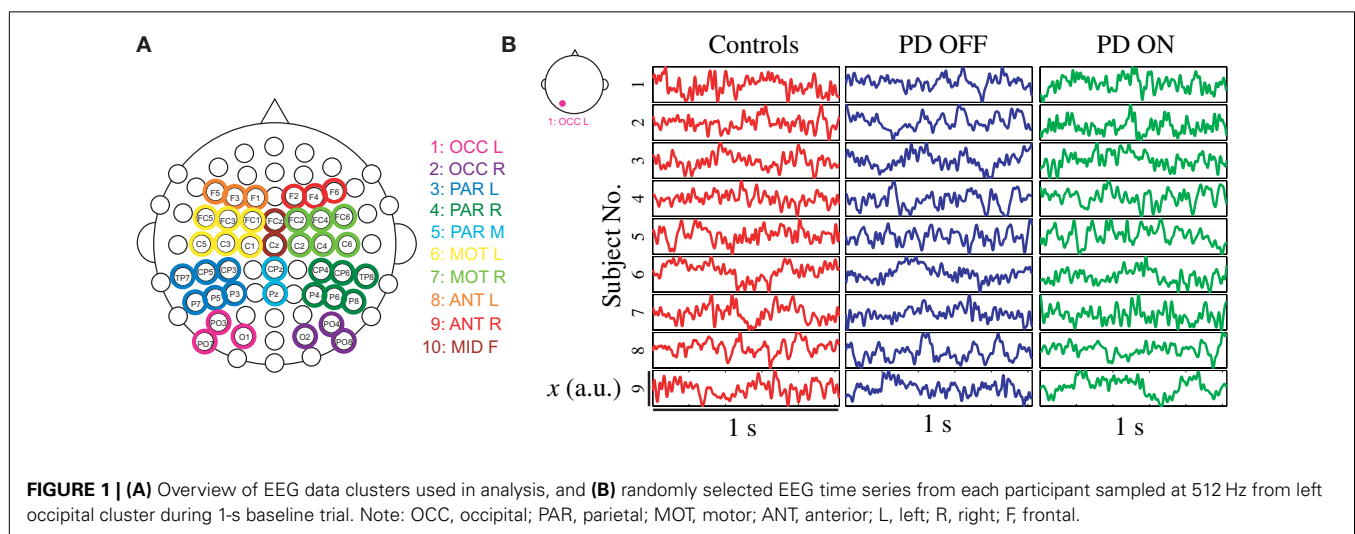 A
F5 F3 F1 F2 F4 F6
FC5 FC3 FC1 FCz FC2 FC4 FC6
C5 C3 C1 Cz C2 C4 C6
TP7 CP5 CP3 CPz CP4 CP6 TP8
P7 P5 P3 Pz P4 P6 P8
PO3 PO4
PO7 O1 O2 PO8
1: OCC L
2: OCC R
3: PAR L
4: PAR R
5: PAR M
6: MOT L
7: MOT R
8: ANT L
9: ANT R
10: MID F
B
1: OCC L
Controls PD OFF PD ON
Subject No.
1
2
3
4
5
6
7
8
9
x (a.u.)
1 s 1 s 1 s
FIGURE 1 | (A) Overview of EEG data clusters used in analysis, and (B) randomly selected EEG time series from each participant sampled at 512 Hz from left
occipital cluster during 1-s baseline trial. Note: OCC, occipital; PAR, parietal; MOT, motor; ANT, anterior; L, left; R, right; F, frontal.